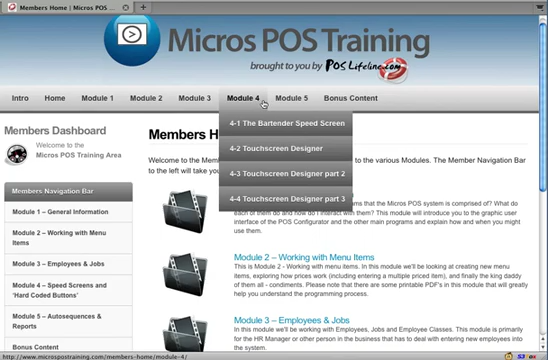 Members Home | Micros POS ...
Micros POS Training
brought to you by POS Lifeline.com
Intro Home Module 1 Module 2 Module 3 Module 4 Module 5 Bonus Content
4-1 The Bartender Speed Screen
4-2 Touchscreen Designer
4-3 Touchscreen Designer part 2
4-4 Touchscreen Designer part 3
Members Dashboard
Welcome to the
Micros POS Training Area
Members Navigation Bar
Module 1 – General Information
Module 2 – Working with Menu
Items
Module 3 – Employees & Jobs
Module 4 – Speed Screens and
'Hard Coded Buttons'
Module 5 – Autosequences &
Reports
Bonus Content
Members H
Welcome to the Mem to the various Modules. The Member Navigation Bar
to the left will take you
ams that the Micros POS system is comprised of? What do
each of them do and how do I interact with them? This module will introduce you to the graphic user
interface of the POS Configurator and the other main programs and explain how and when you might
use them.
Module 2 – Working with Menu Items
This is Module 2 - Working with menu items. In this module we'll be looking at creating new menu
items, exploring how prices work (including entering a multiple priced item), and finally the king daddy
of them all - condiments. Please note that there are some printable PDF's in this module that will greatly
help you understand the programming process.
Module 3 – Employees & Jobs
In this module we'll be working with Employees, Jobs and Employee Classes. This module is primarily
for the HR Manager or other person in the business that has to deal with entering new employees into
the system.
http://www.micropostraining.com/members-home/module-4/